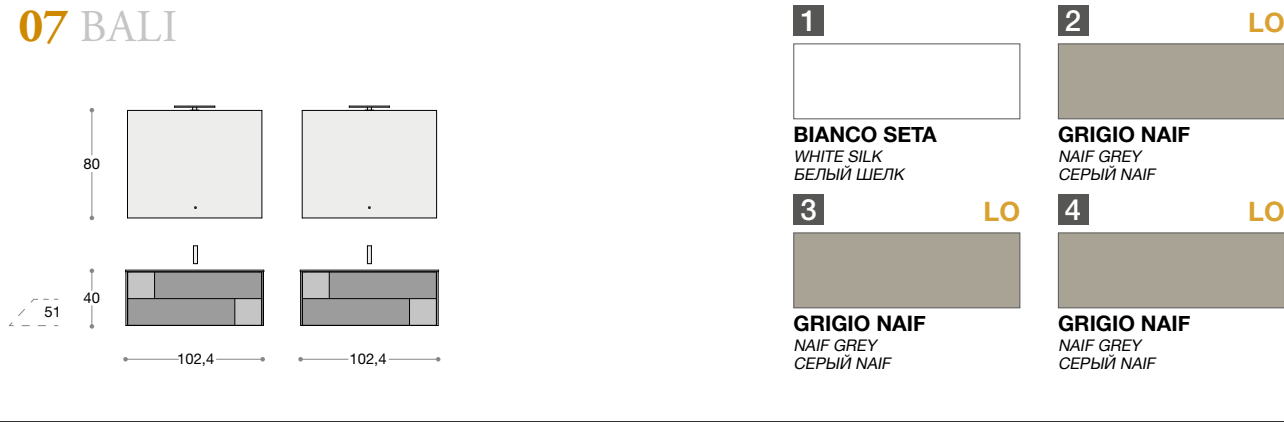 07 BALI
80
40
51
102,4
102,4
1
BIANCO SETA
WHITE SILK
БЕЛЫЙ ШЕЛК
2 LO
GRIGIO NAIF
NAIF GREY
СЕРЫЙ NAIF
3 LO
GRIGIO NAIF
NAIF GREY
СЕРЫЙ NAIF
4 LO
GRIGIO NAIF
NAIF GREY
СЕРЫЙ NAIF